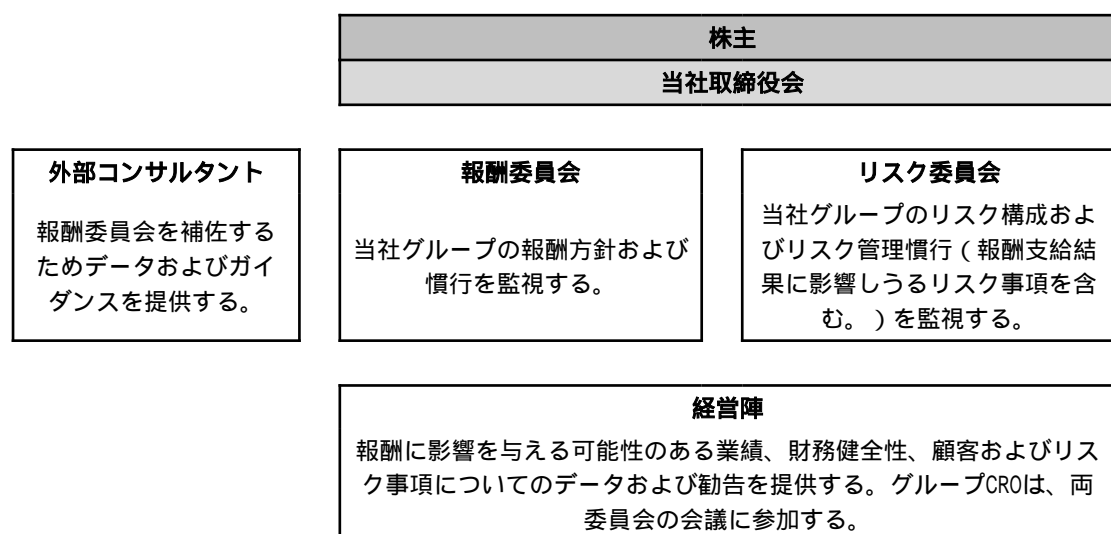 株主
当社取締役会
外部コンサルタント
報酬委員会を補佐する
ためデータおよびガイ
ダンスを提供する。
報酬委員会
当社グループの報酬方針および
慣行を監視する。
リスク委員会
当社グループのリスク構成およ
びリスク管理慣行（報酬支給結
果に影響しうるリスク事項を含
む。）を監視する。
経営陣
報酬に影響を与える可能性のある業績、財務健全性、顧客およびリス
ク事項についてのデータおよび勧告を提供する。グループCROは、両
委員会の会議に参加する。